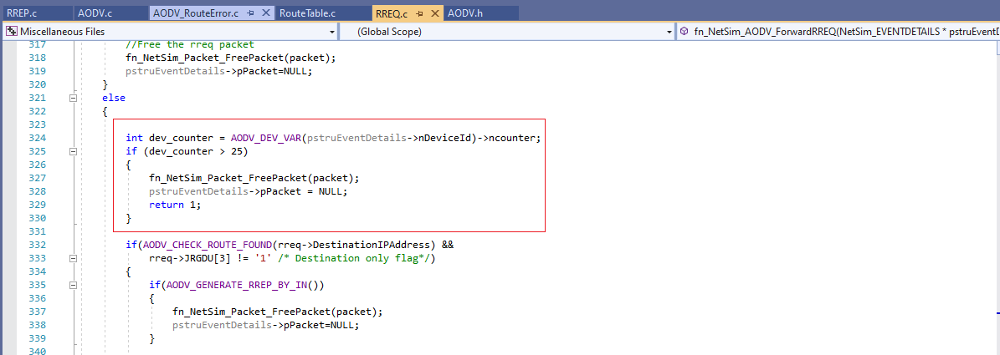 RREP.c AODV.c AODV_RouteError.c RouteTable.c RREQ.c AODV.h
Miscellaneous Files (Global Scope) fn_NetSim_AODV_ForwardRREQ(NetSim_EVENTDETAILS * pstruEventD
317 //Free the rreq packet
318 fn_NetSim_Packet_FreePacket(packet);
319 pstruEventDetails->pPacket=NULL;
320 }
321 else
322 {
323
324 int dev_counter = AODV_DEV_VAR(pstruEventDetails->nDeviceId)->ncounter;
325 if (dev_counter > 25)
326 {
327 fn_NetSim_Packet_FreePacket(packet);
328 pstruEventDetails->pPacket = NULL;
329 return 1;
330 }
331
332 if(AODV_CHECK_ROUTE_FOUND(rreq->DestinationIPAddress) &&
333 rreq->JRGDU[3] != '1' /* Destination only flag*/)
334 {
335 if(AODV_GENERATE_RREP_BY_IN())
336 {
337 fn_NetSim_Packet_FreePacket(packet);
338 pstruEventDetails->pPacket=NULL;
339 }
340